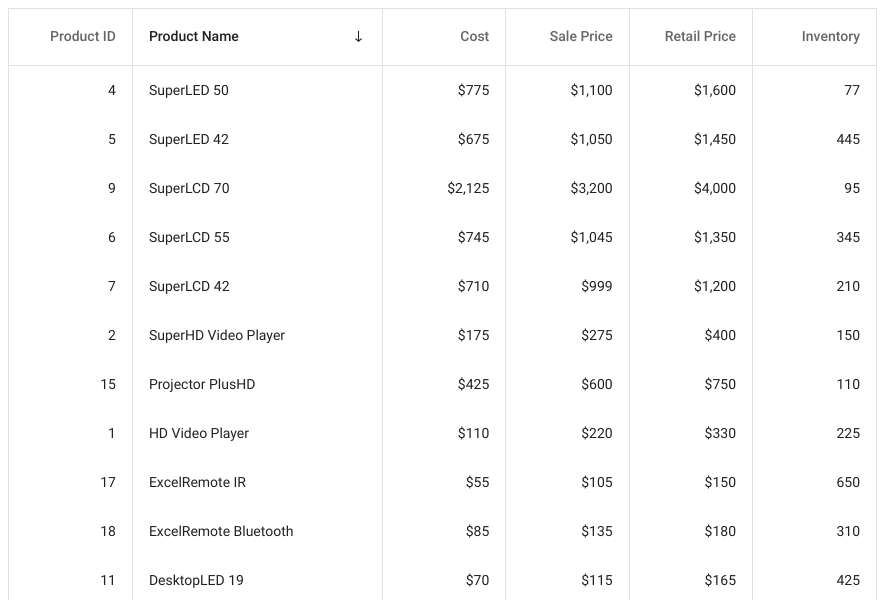 Product ID Product Name ↓ Cost Sale Price Retail Price Inventory
4 SuperLED 50 $775 $1,100 $1,600 77
5 SuperLED 42 $675 $1,050 $1,450 445
9 SuperLCD 70 $2,125 $3,200 $4,000 95
6 SuperLCD 55 $745 $1,045 $1,350 345
7 SuperLCD 42 $710 $999 $1,200 210
2 SuperHD Video Player $175 $275 $400 150
15 Projector PlusHD $425 $600 $750 110
1 HD Video Player $110 $220 $330 225
17 ExcelRemote IR $55 $105 $150 650
18 ExcelRemote Bluetooth $85 $135 $180 310
11 DesktopLED 19 $70 $115 $165 425